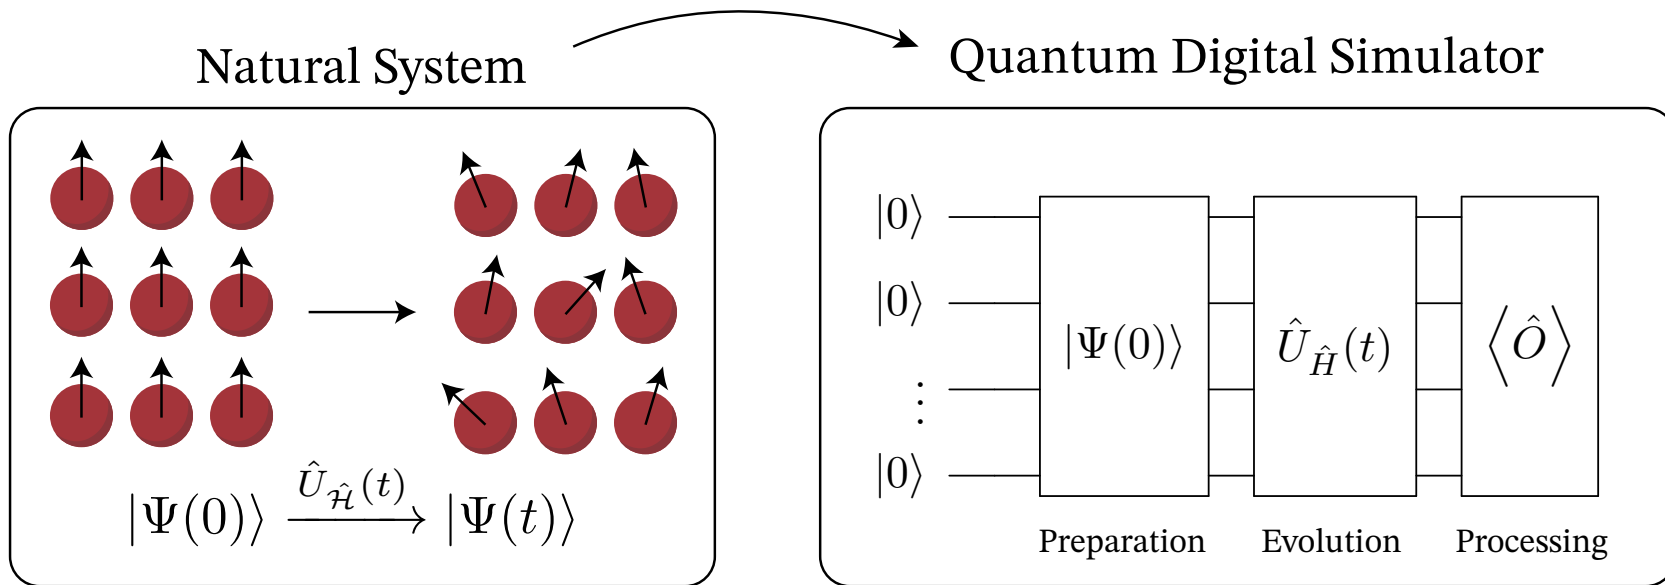 Natural System
|Ψ(0)⟩ Û_Ĥ(t) |Ψ(t)⟩
Quantum Digital Simulator
|0⟩
|0⟩
⋮
|0⟩
|Ψ(0)⟩ Û_Ĥ(t) ⟨Ô⟩
Preparation Evolution Processing